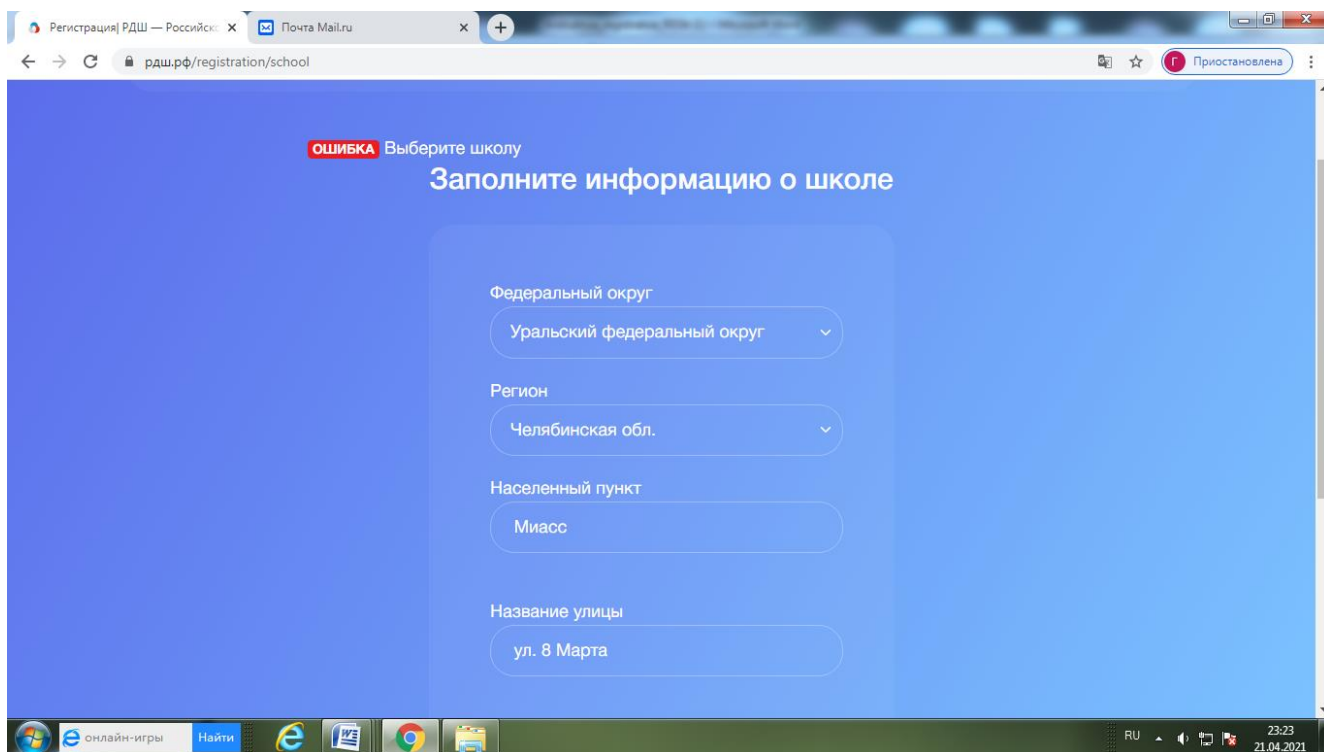 Регистрация| РДШ — Российск
Почта Mail.ru
рдш.рф/registration/school
Г Приостановлена
ОШИБКА Выберите школу
Заполните информацию о школе
Федеральный округ
Уральский федеральный округ
Регион
Челябинская обл.
Населенный пункт
Миасс
Название улицы
ул. 8 Марта
онлайн-игры Найти
RU
23:23
21.04.2021